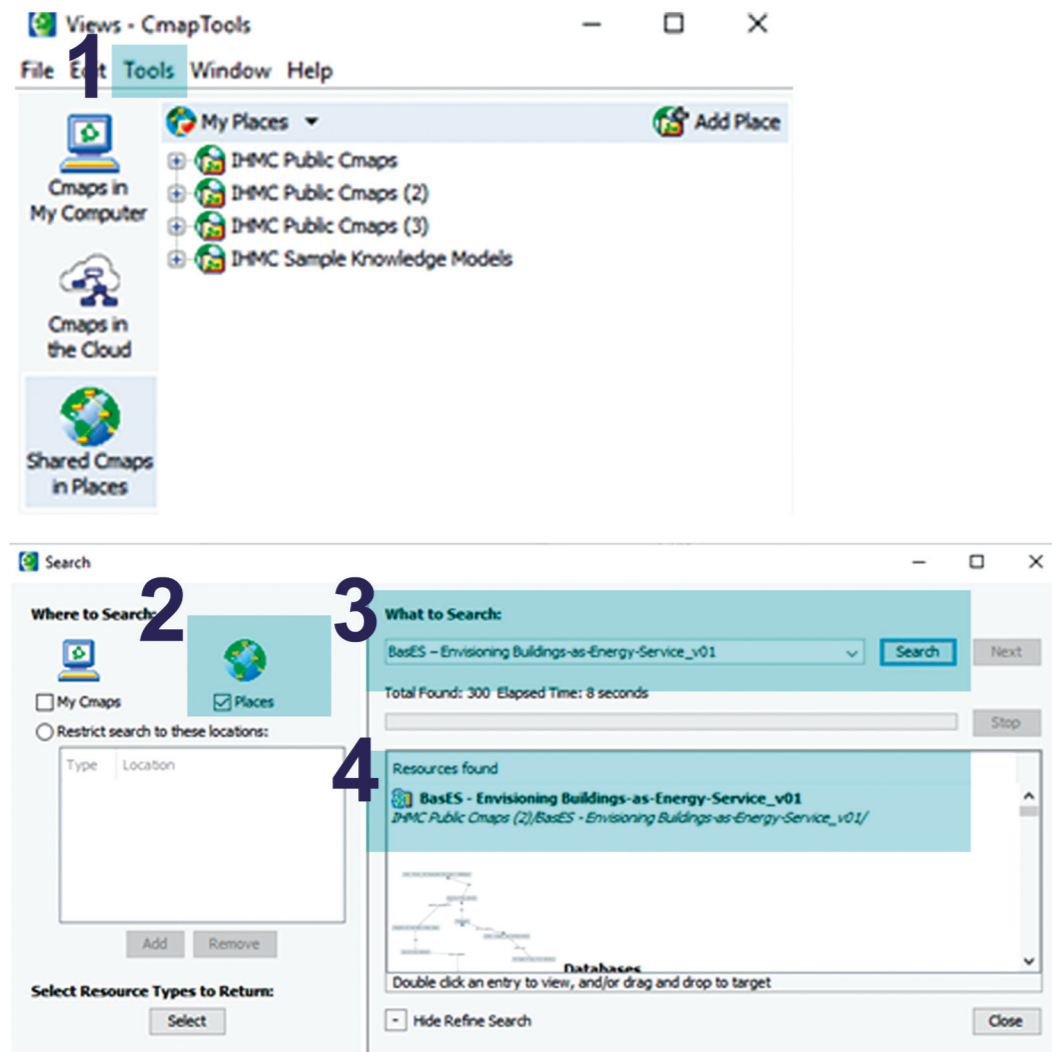 Views - CmapTools
1
File Edit Tools Window Help
My Places
Add Place
Cmaps in
My Computer
IHMC Public Cmaps
IHMC Public Cmaps (2)
IHMC Public Cmaps (3)
IHMC Sample Knowledge Models
Cmaps in
the Cloud
Shared Cmaps
in Places
Search
2
3
Where to Search:
What to Search:
BasES – Envisioning Buildings-as-Energy-Service_v01
Search
Next
My Cmaps
Places
Total Found: 300 Elapsed Time: 8 seconds
Restrict search to these locations:
Stop
Type Location
4
Resources found
BasES - Envisioning Buildings-as-Energy-Service_v01
IHMC Public Cmaps (2)/BasES - Envisioning Buildings-as-Energy-Service_v01/
Add
Remove
Databases
Double click an entry to view, and/or drag and drop to target
Select Resource Types to Return:
Select
- Hide Refine Search
Close